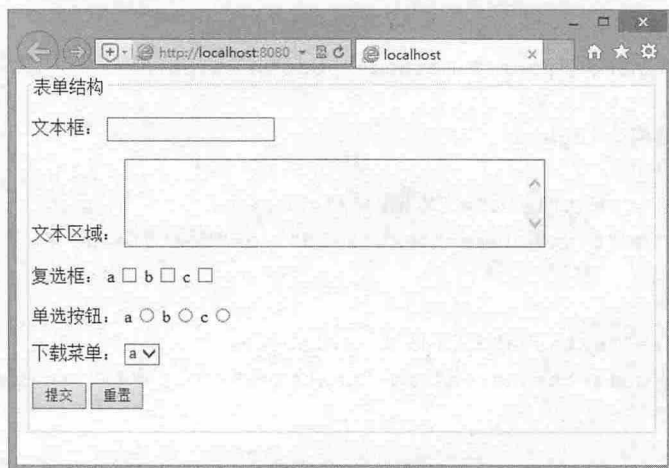 http://localhost:8080
localhost
表单结构
文本框：
文本区域：
复选框： a b c
单选按钮： a b c
下载菜单： a
提交 重置